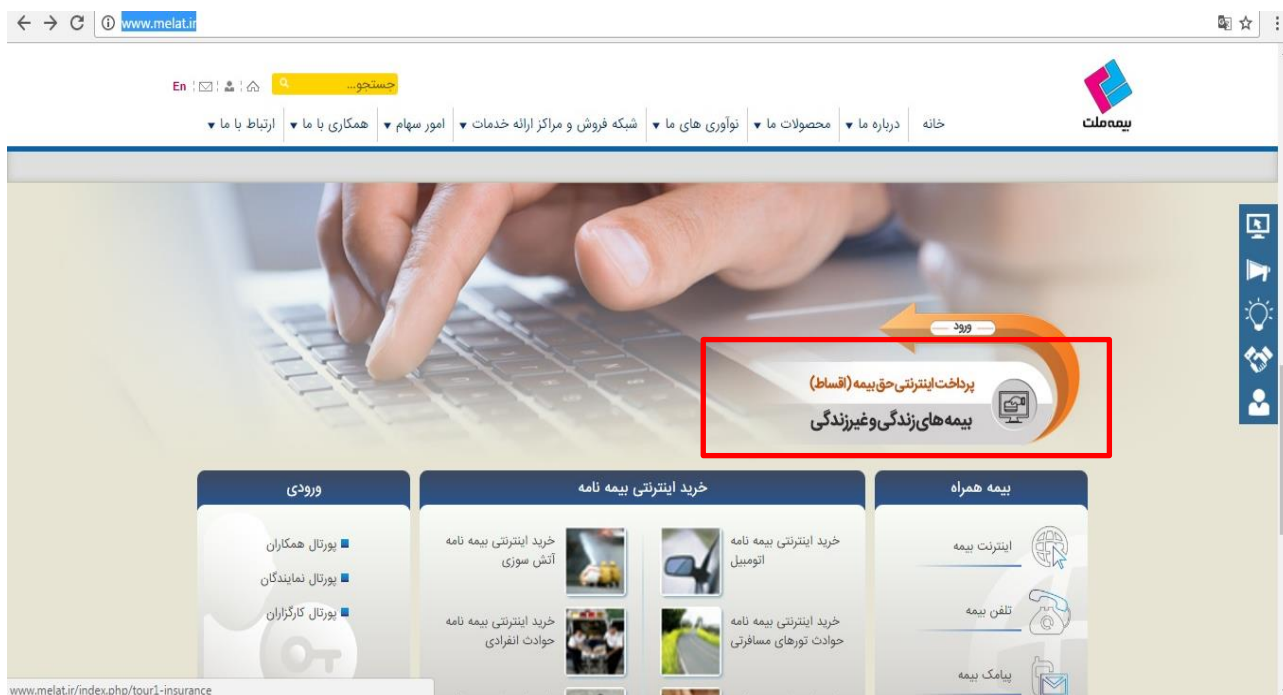 www.melat.ir
En
جستجو...
بیمه ملت
خانه
درباره ما
محصولات ما
نوآوری های ما
شبکه فروش و مراکز ارائه خدمات
امور سهام
همکاری با ما
ارتباط با ما
ورود
پرداخت اینترنتی حق بیمه (اقساط)
بیمه های زندگی و غیرزندگی
بیمه همراه
اینترنت بیمه
تلفن بیمه
پیامک بیمه
خرید اینترنتی بیمه نامه
خرید اینترنتی بیمه نامه
اتومبیل
خرید اینترنتی بیمه نامه
آتش سوزی
خرید اینترنتی بیمه نامه
حوادث تورهای مسافرتی
خرید اینترنتی بیمه نامه
حوادث انفرادی
ورودی
پورتال همکاران
پورتال نمایندگان
پورتال کارگزاران
www.melat.ir/index.php/tour1-insurance